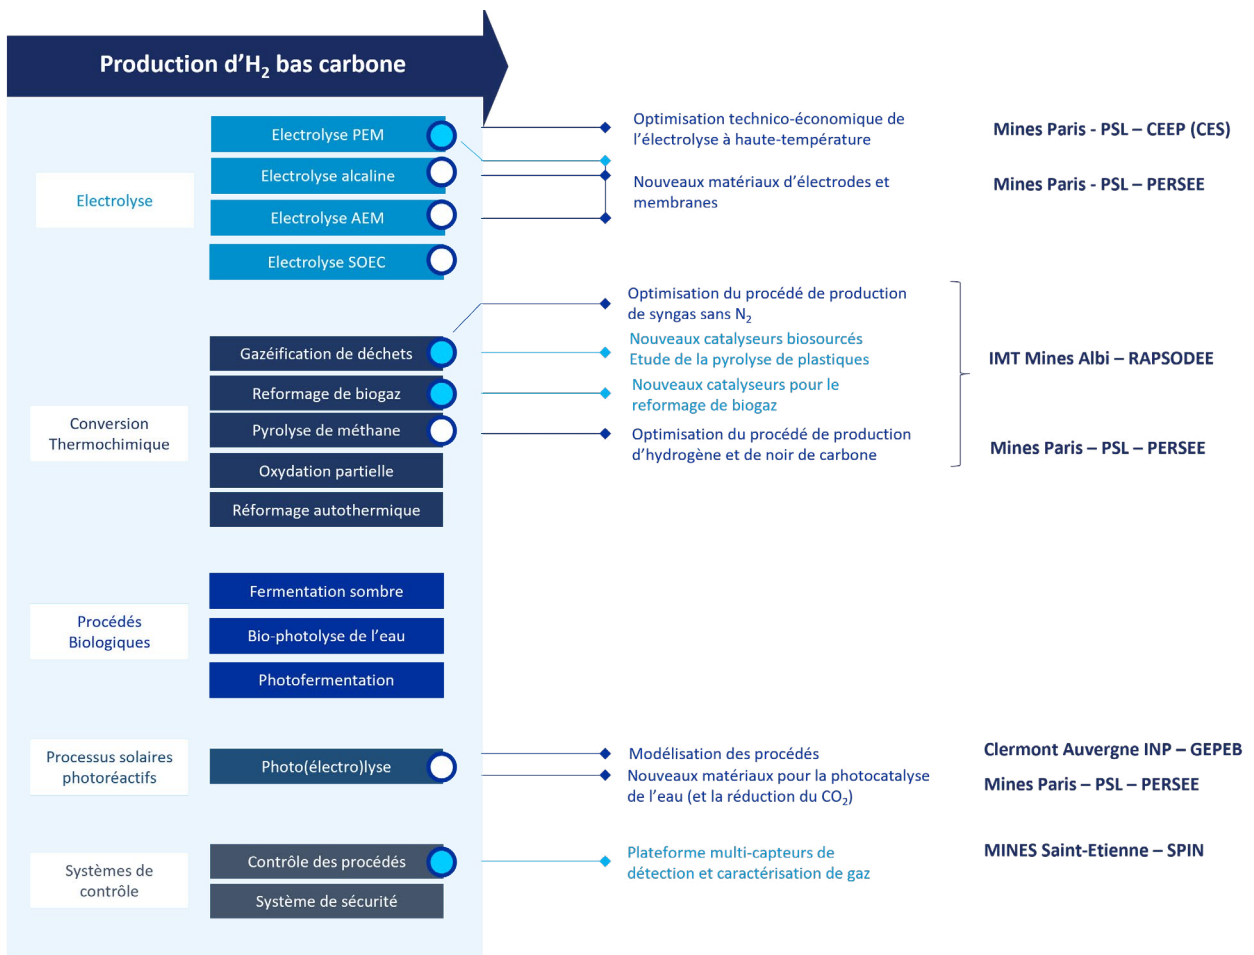 Production d'H₂ bas carbone
Electrolyse
Electrolyse PEM
Electrolyse alcaline
Electrolyse AEM
Electrolyse SOEC
Optimisation technico-économique de
l'électrolyse à haute-température
Mines Paris - PSL – CEEP (CES)
Nouveaux matériaux d'électrodes et
membranes
Mines Paris - PSL – PERSEE
Conversion
Thermochimique
Gazéification de déchets
Reformage de biogaz
Pyrolyse de méthane
Oxydation partielle
Réformage autothermique
Optimisation du procédé de production
de syngas sans N₂
Nouveaux catalyseurs biosourcés
Etude de la pyrolyse de plastiques
Nouveaux catalyseurs pour le
reformage de biogaz
Optimisation du procédé de production
d'hydrogène et de noir de carbone
IMT Mines Albi – RAPSODEE
Mines Paris – PSL – PERSEE
Procédés
Biologiques
Fermentation sombre
Bio-photolyse de l'eau
Photofermentation
Processus solaires
photoréactifs
Photo(électro)lyse
Modélisation des procédés
Nouveaux matériaux pour la photocatalyse
de l'eau (et la réduction du CO₂)
Clermont Auvergne INP – GEPEB
Mines Paris – PSL – PERSEE
Systèmes de
contrôle
Contrôle des procédés
Système de sécurité
Plateforme multi-capteurs de
détection et caractérisation de gaz
MINES Saint-Etienne – SPIN